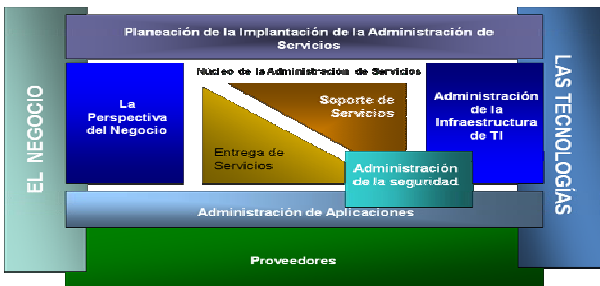 Planeación de la Implantación de la Administración de
Servicios
EL NEGOCIO
LAS TECNOLOGÍAS
Núcleo de la Administración de Servicios
La
Perspectiva
del Negocio
Soporte de
Servicios
Entrega de
Servicios
Administración
de la
Infraestructura
de TI
Administración
de la seguridad
Administración de Aplicaciones
Proveedores